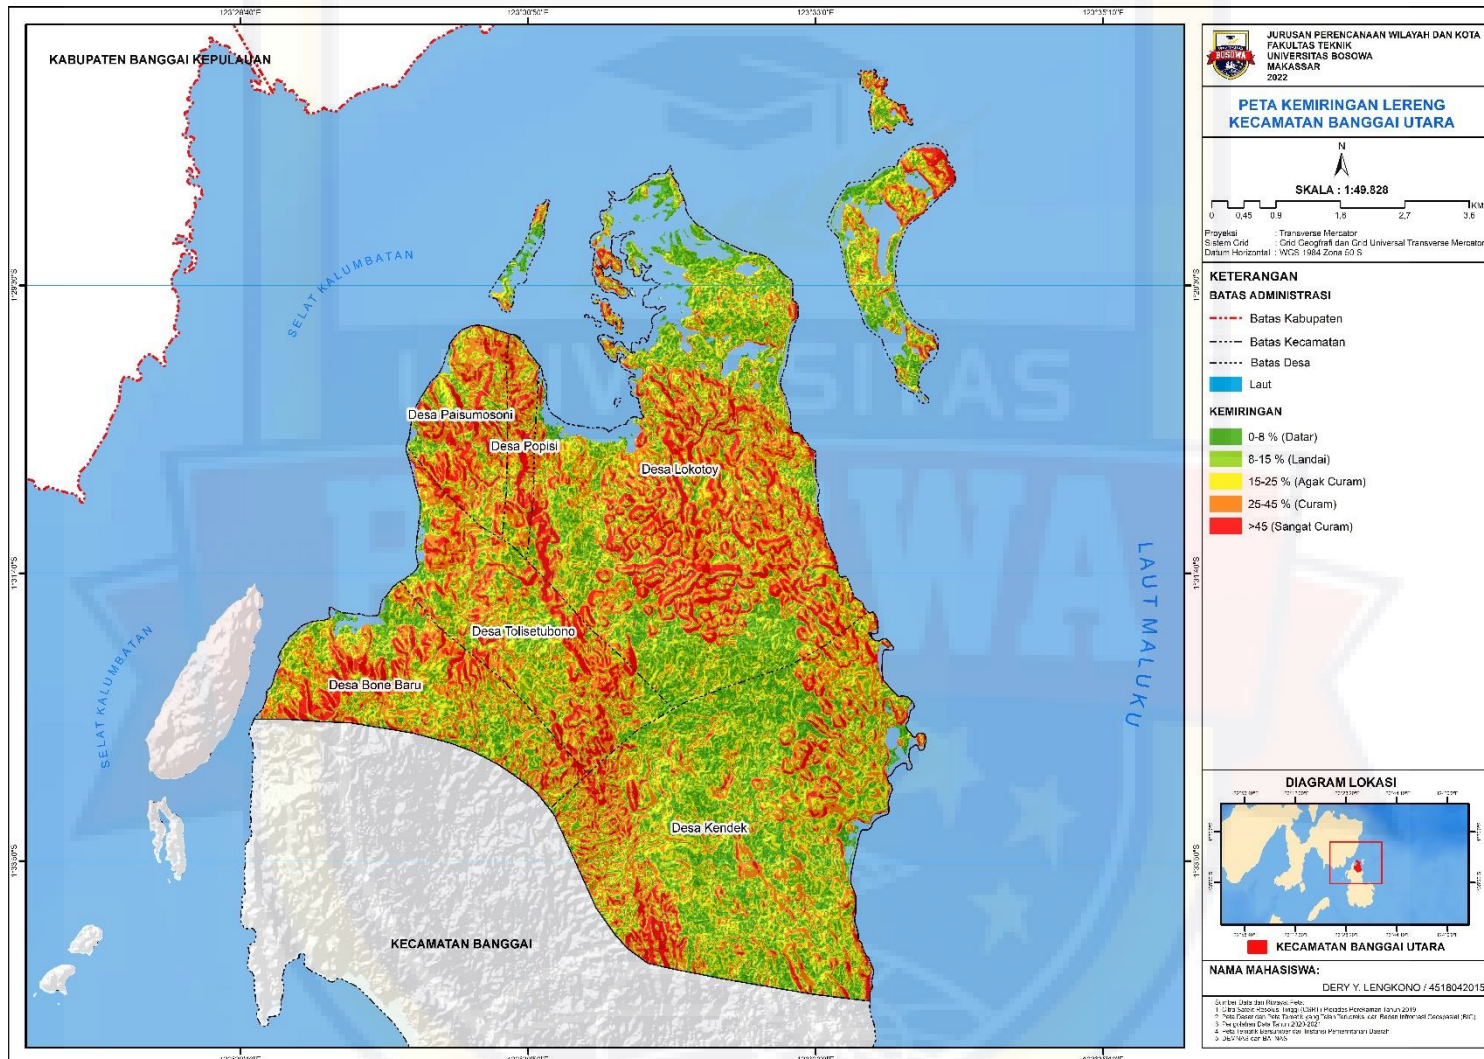 JURUSAN PERENCANAAN WILAYAH DAN KOTA
FAKULTAS TEKNIK
UNIVERSITAS BOSOWA
MAKASSAR
2022
PETA KEMIRINGAN LERENG
KECAMATAN BANGGAI UTARA
N
SKALA : 1:49.828
0 0,45 0,9 1,8 2,7 3,6 KM
Proyeksi : Transverse Mercator
Sistem Grid : Grid Geografi dan Grid Universal Transverse Mercator
Datum Horizontal : WGS 1984 Zona 50 S
KETERANGAN
BATAS ADMINISTRASI
Batas Kabupaten
Batas Kecamatan
Batas Desa
Laut
KEMIRINGAN
0-8 % (Datar)
8-15 % (Landai)
15-25 % (Agak Curam)
25-45 % (Curam)
>45 (Sangat Curam)
DIAGRAM LOKASI
KECAMATAN BANGGAI UTARA
NAMA MAHASISWA:
DERY Y. LENGKONO / 4518042015
KABUPATEN BANGGAI KEPULAUAN
SELAT KALUMBATAN
Desa Paisumosoni
Desa Popisi
Desa Lokotoy
Desa Tolisetubono
Desa Bone Baru
SELAT KALUMBATAN
LAUT MALUKU
Desa Kendek
KECAMATAN BANGGAI
UNIVERSITAS
BOSOWA